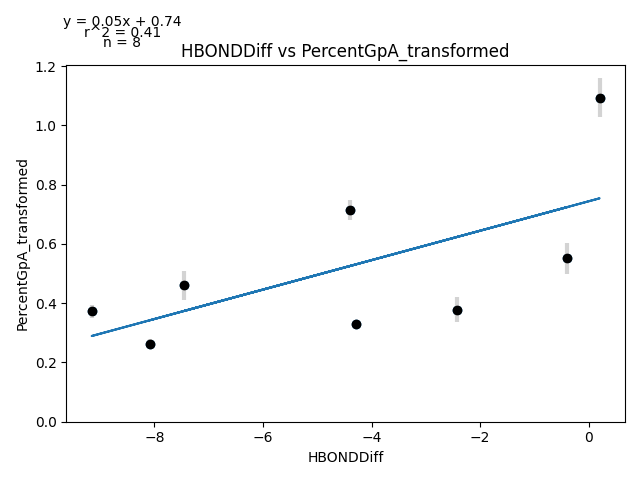 y = 0.05x + 0.74
r^2 = 0.41
n = 8
HBONDDiff vs PercentGpA_transformed
PercentGpA_transformed
1.2
1.0
0.8
0.6
0.4
0.2
0.0
−8
−6
−4
−2
0
HBONDDiff